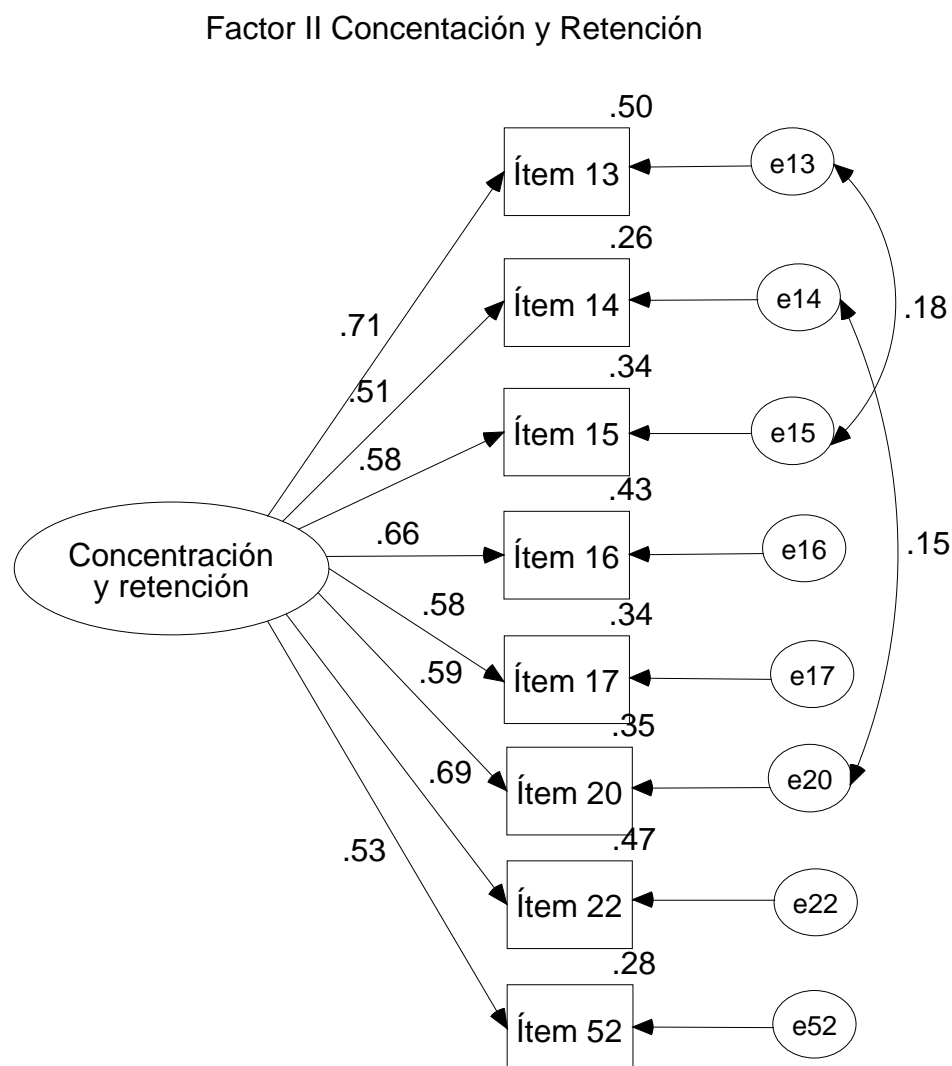 Factor II Concentación y Retención
.50
Ítem 13
e13
.26
.71
Ítem 14
e14
.18
.34
.51
Ítem 15
e15
.58
.43
.66
Ítem 16
e16
.15
Concentración
y retención
.58
.34
Ítem 17
e17
.59
.35
.69
Ítem 20
e20
.47
.53
Ítem 22
e22
.28
Ítem 52
e52